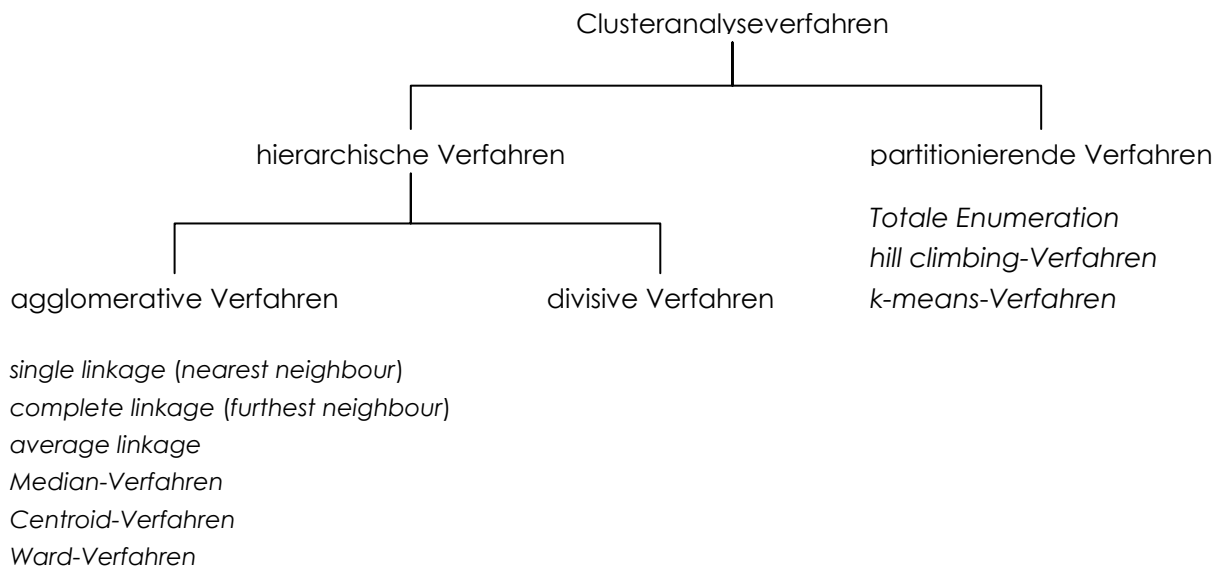 Clusteranalyseverfahren
hierarchische Verfahren
partitionierende Verfahren
Totale Enumeration
hill climbing-Verfahren
k-means-Verfahren
agglomerative Verfahren
divisive Verfahren
single linkage (nearest neighbour)
complete linkage (furthest neighbour)
average linkage
Median-Verfahren
Centroid-Verfahren
Ward-Verfahren